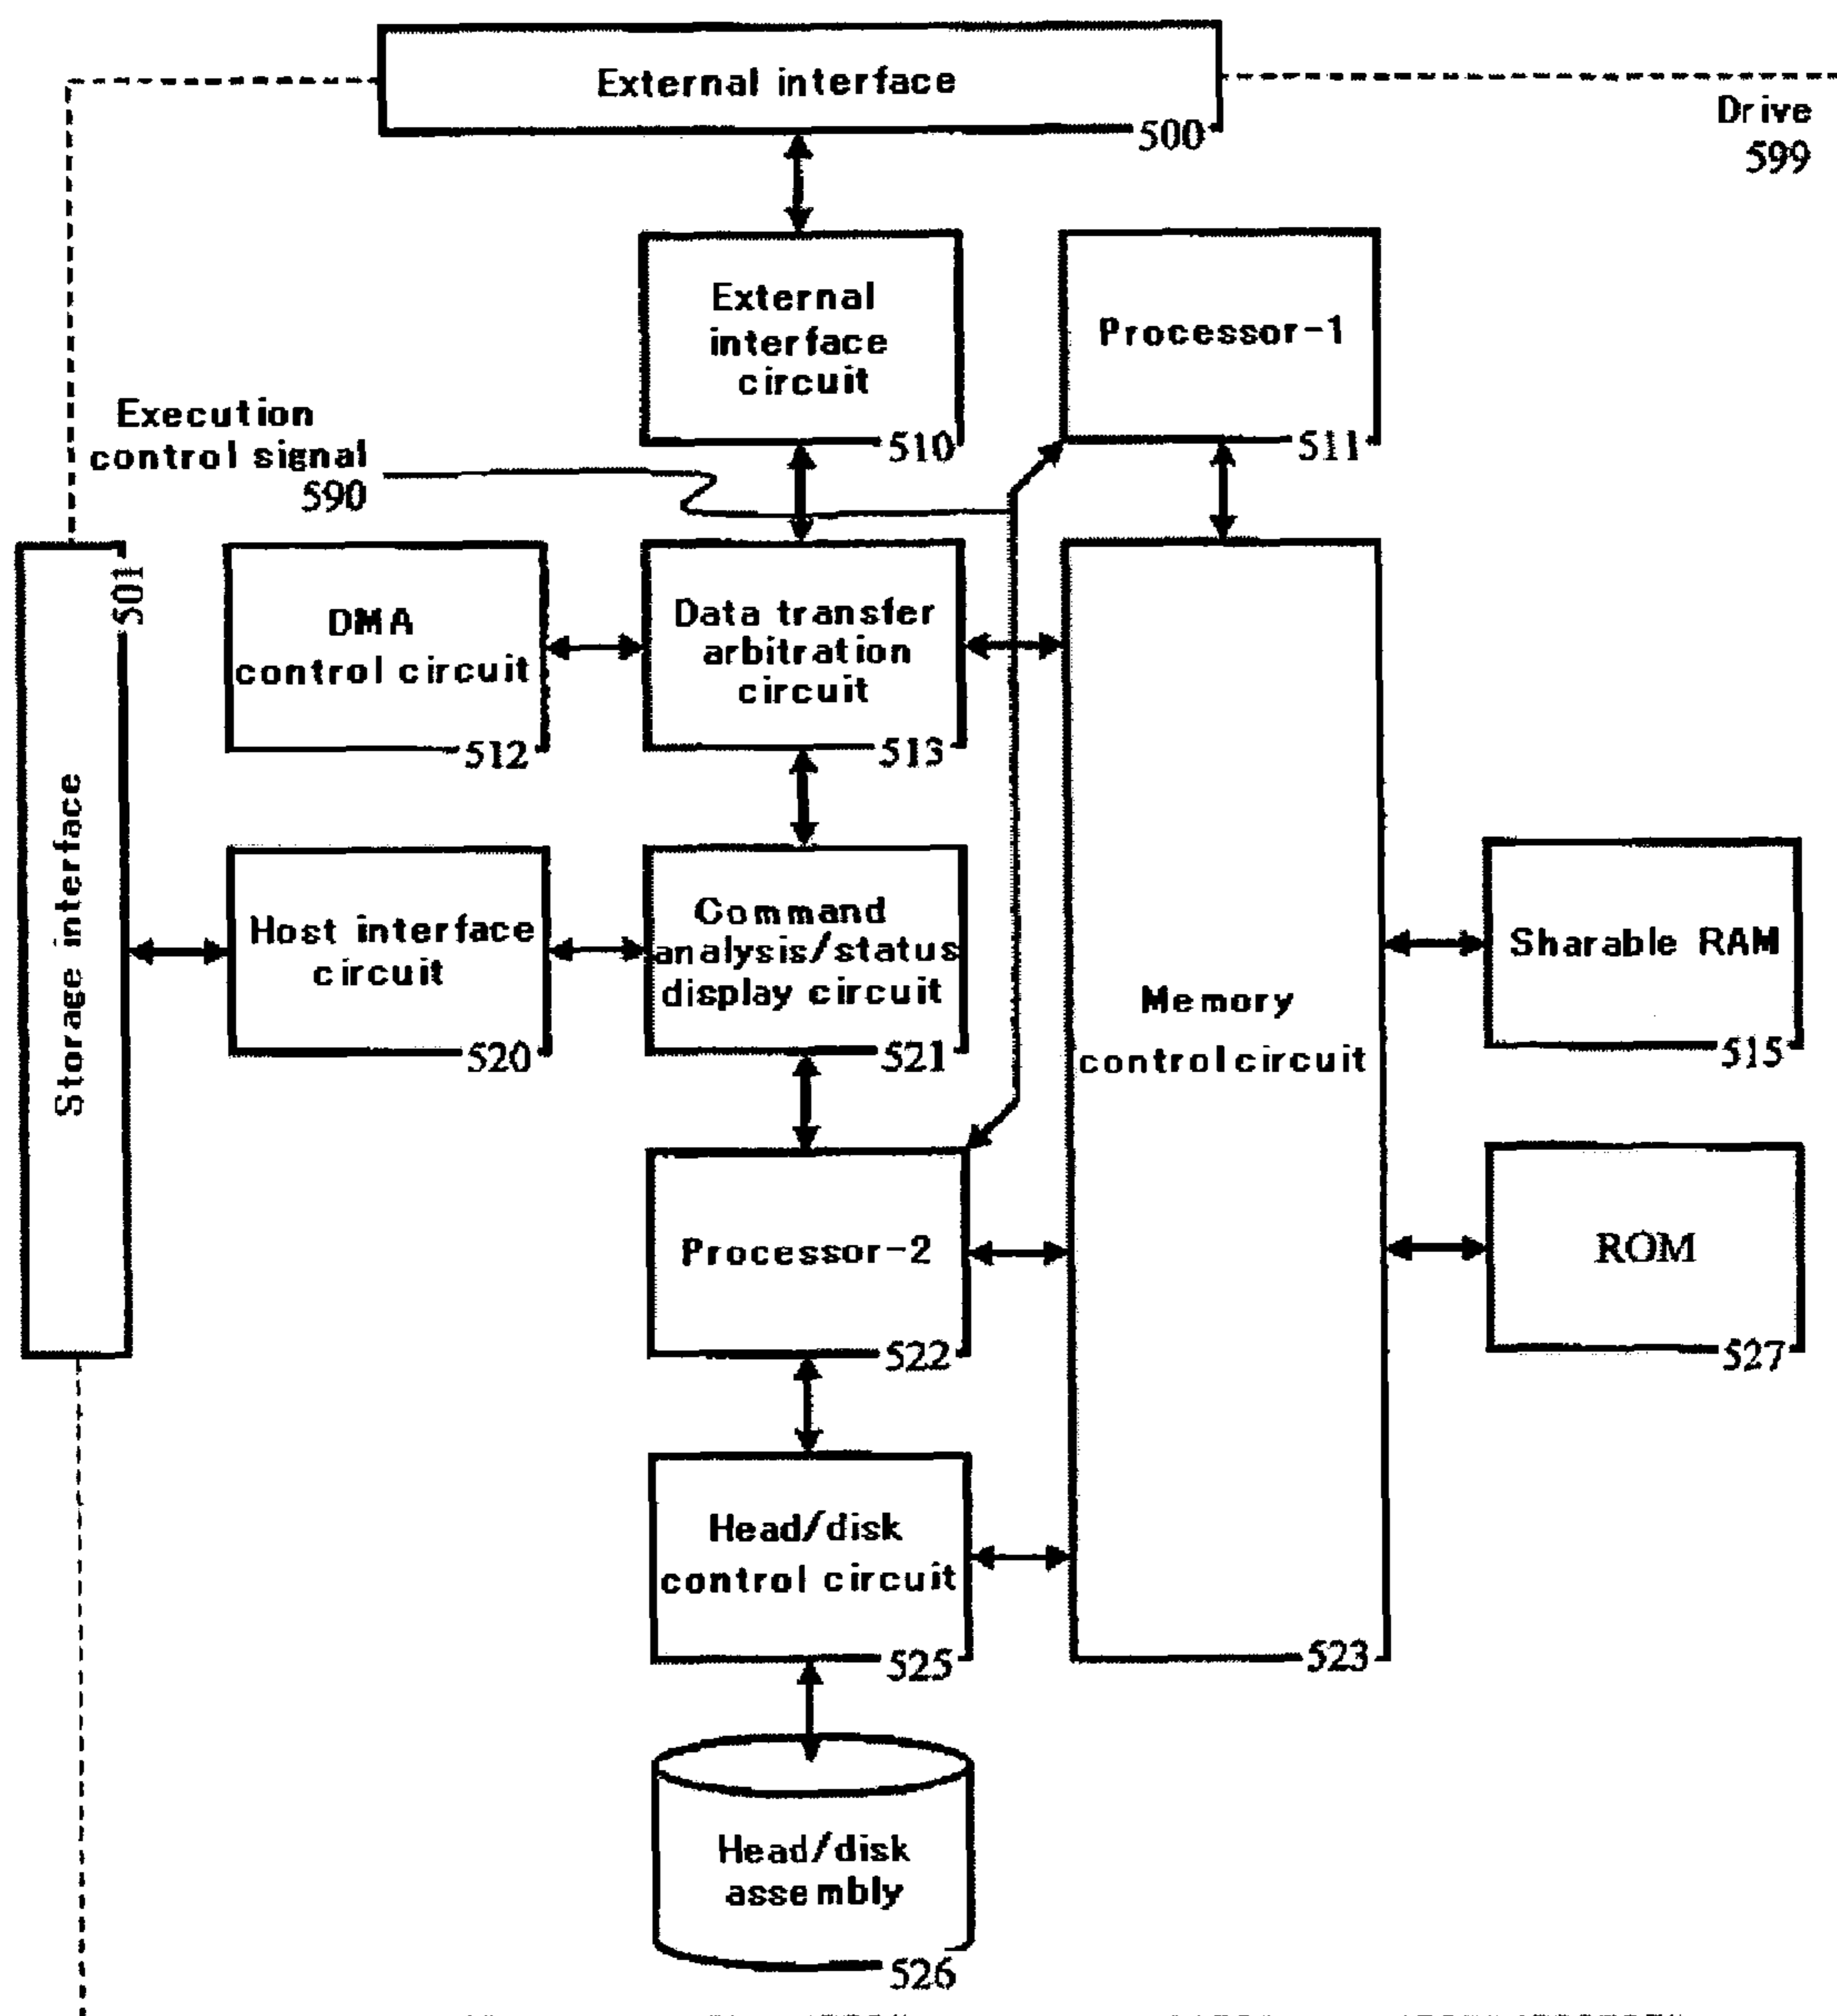 External interface
500
Drive
599
External
interface
circuit
510
Processor-1
511
Execution
control signal
590
501
Storage interface
DMA
control circuit
512
Data transfer
arbitration
circuit
513
Host interface
circuit
520
Command
analysis/status
display circuit
521
Memory
control circuit
523
Sharable RAM
515
Processor-2
522
ROM
527
Head/disk
control circuit
525
Head/disk
assembly
526